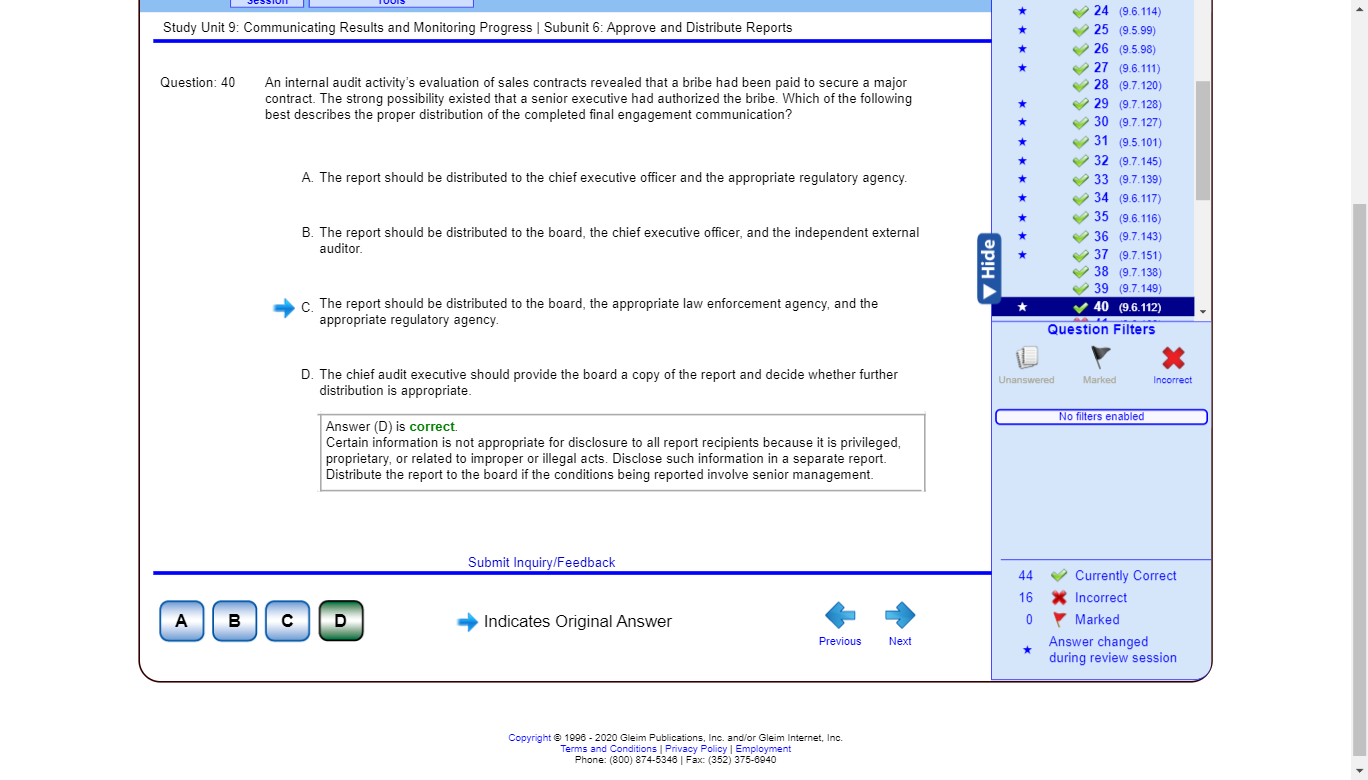 Session Tools
Study Unit 9: Communicating Results and Monitoring Progress | Subunit 6: Approve and Distribute Reports
Question: 40 An internal audit activity's evaluation of sales contracts revealed that a bribe had been paid to secure a major
contract. The strong possibility existed that a senior executive had authorized the bribe. Which of the following
best describes the proper distribution of the completed final engagement communication?
A. The report should be distributed to the chief executive officer and the appropriate regulatory agency.
B. The report should be distributed to the board, the chief executive officer, and the independent external
auditor.
C. The report should be distributed to the board, the appropriate law enforcement agency, and the
appropriate regulatory agency.
D. The chief audit executive should provide the board a copy of the report and decide whether further
distribution is appropriate.
Answer (D) is correct.
Certain information is not appropriate for disclosure to all report recipients because it is privileged,
proprietary, or related to improper or illegal acts. Disclose such information in a separate report.
Distribute the report to the board if the conditions being reported involve senior management.
Submit Inquiry/Feedback
A B C D
Indicates Original Answer
Previous Next
24 (9.6.114)
25 (9.5.99)
26 (9.5.98)
27 (9.6.111)
28 (9.7.120)
29 (9.7.128)
30 (9.7.127)
31 (9.5.101)
32 (9.7.145)
33 (9.7.139)
34 (9.6.117)
35 (9.6.116)
36 (9.7.143)
37 (9.7.151)
38 (9.7.138)
39 (9.7.149)
40 (9.6.112)
Hide
Question Filters
Unanswered Marked Incorrect
No filters enabled
44 Currently Correct
16 Incorrect
0 Marked
Answer changed
during review session
Copyright © 1996 - 2020 Gleim Publications, Inc. and/or Gleim Internet, Inc.
Terms and Conditions | Privacy Policy | Employment
Phone: (800) 874-5346 | Fax: (352) 375-6940